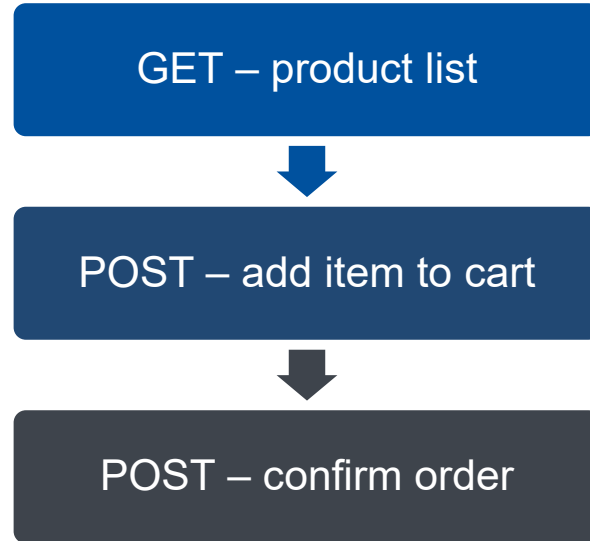 GET – product list
POST – add item to cart
POST – confirm order